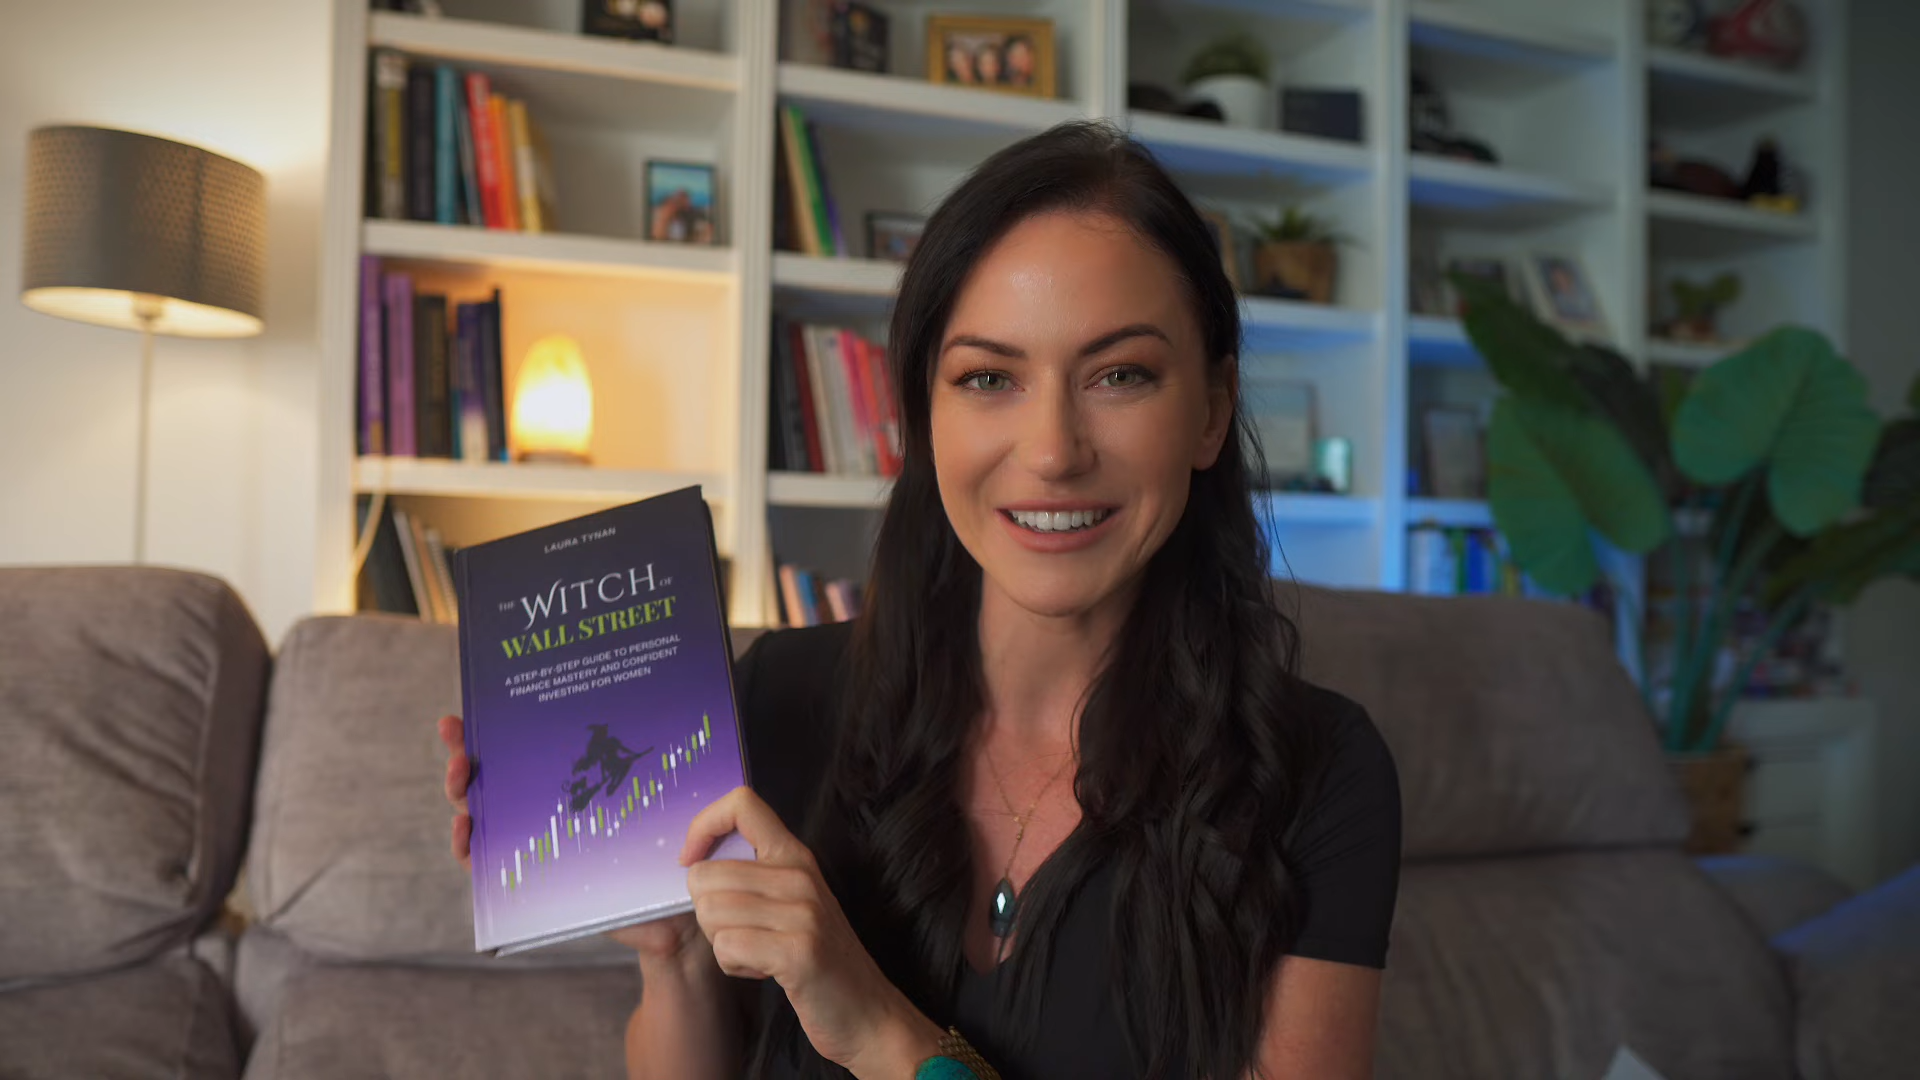 LAURA TYNAN
THE WITCH OF
WALL STREET
A STEP-BY-STEP GUIDE TO PERSONAL
FINANCE MASTERY AND CONFIDENT
INVESTING FOR WOMEN